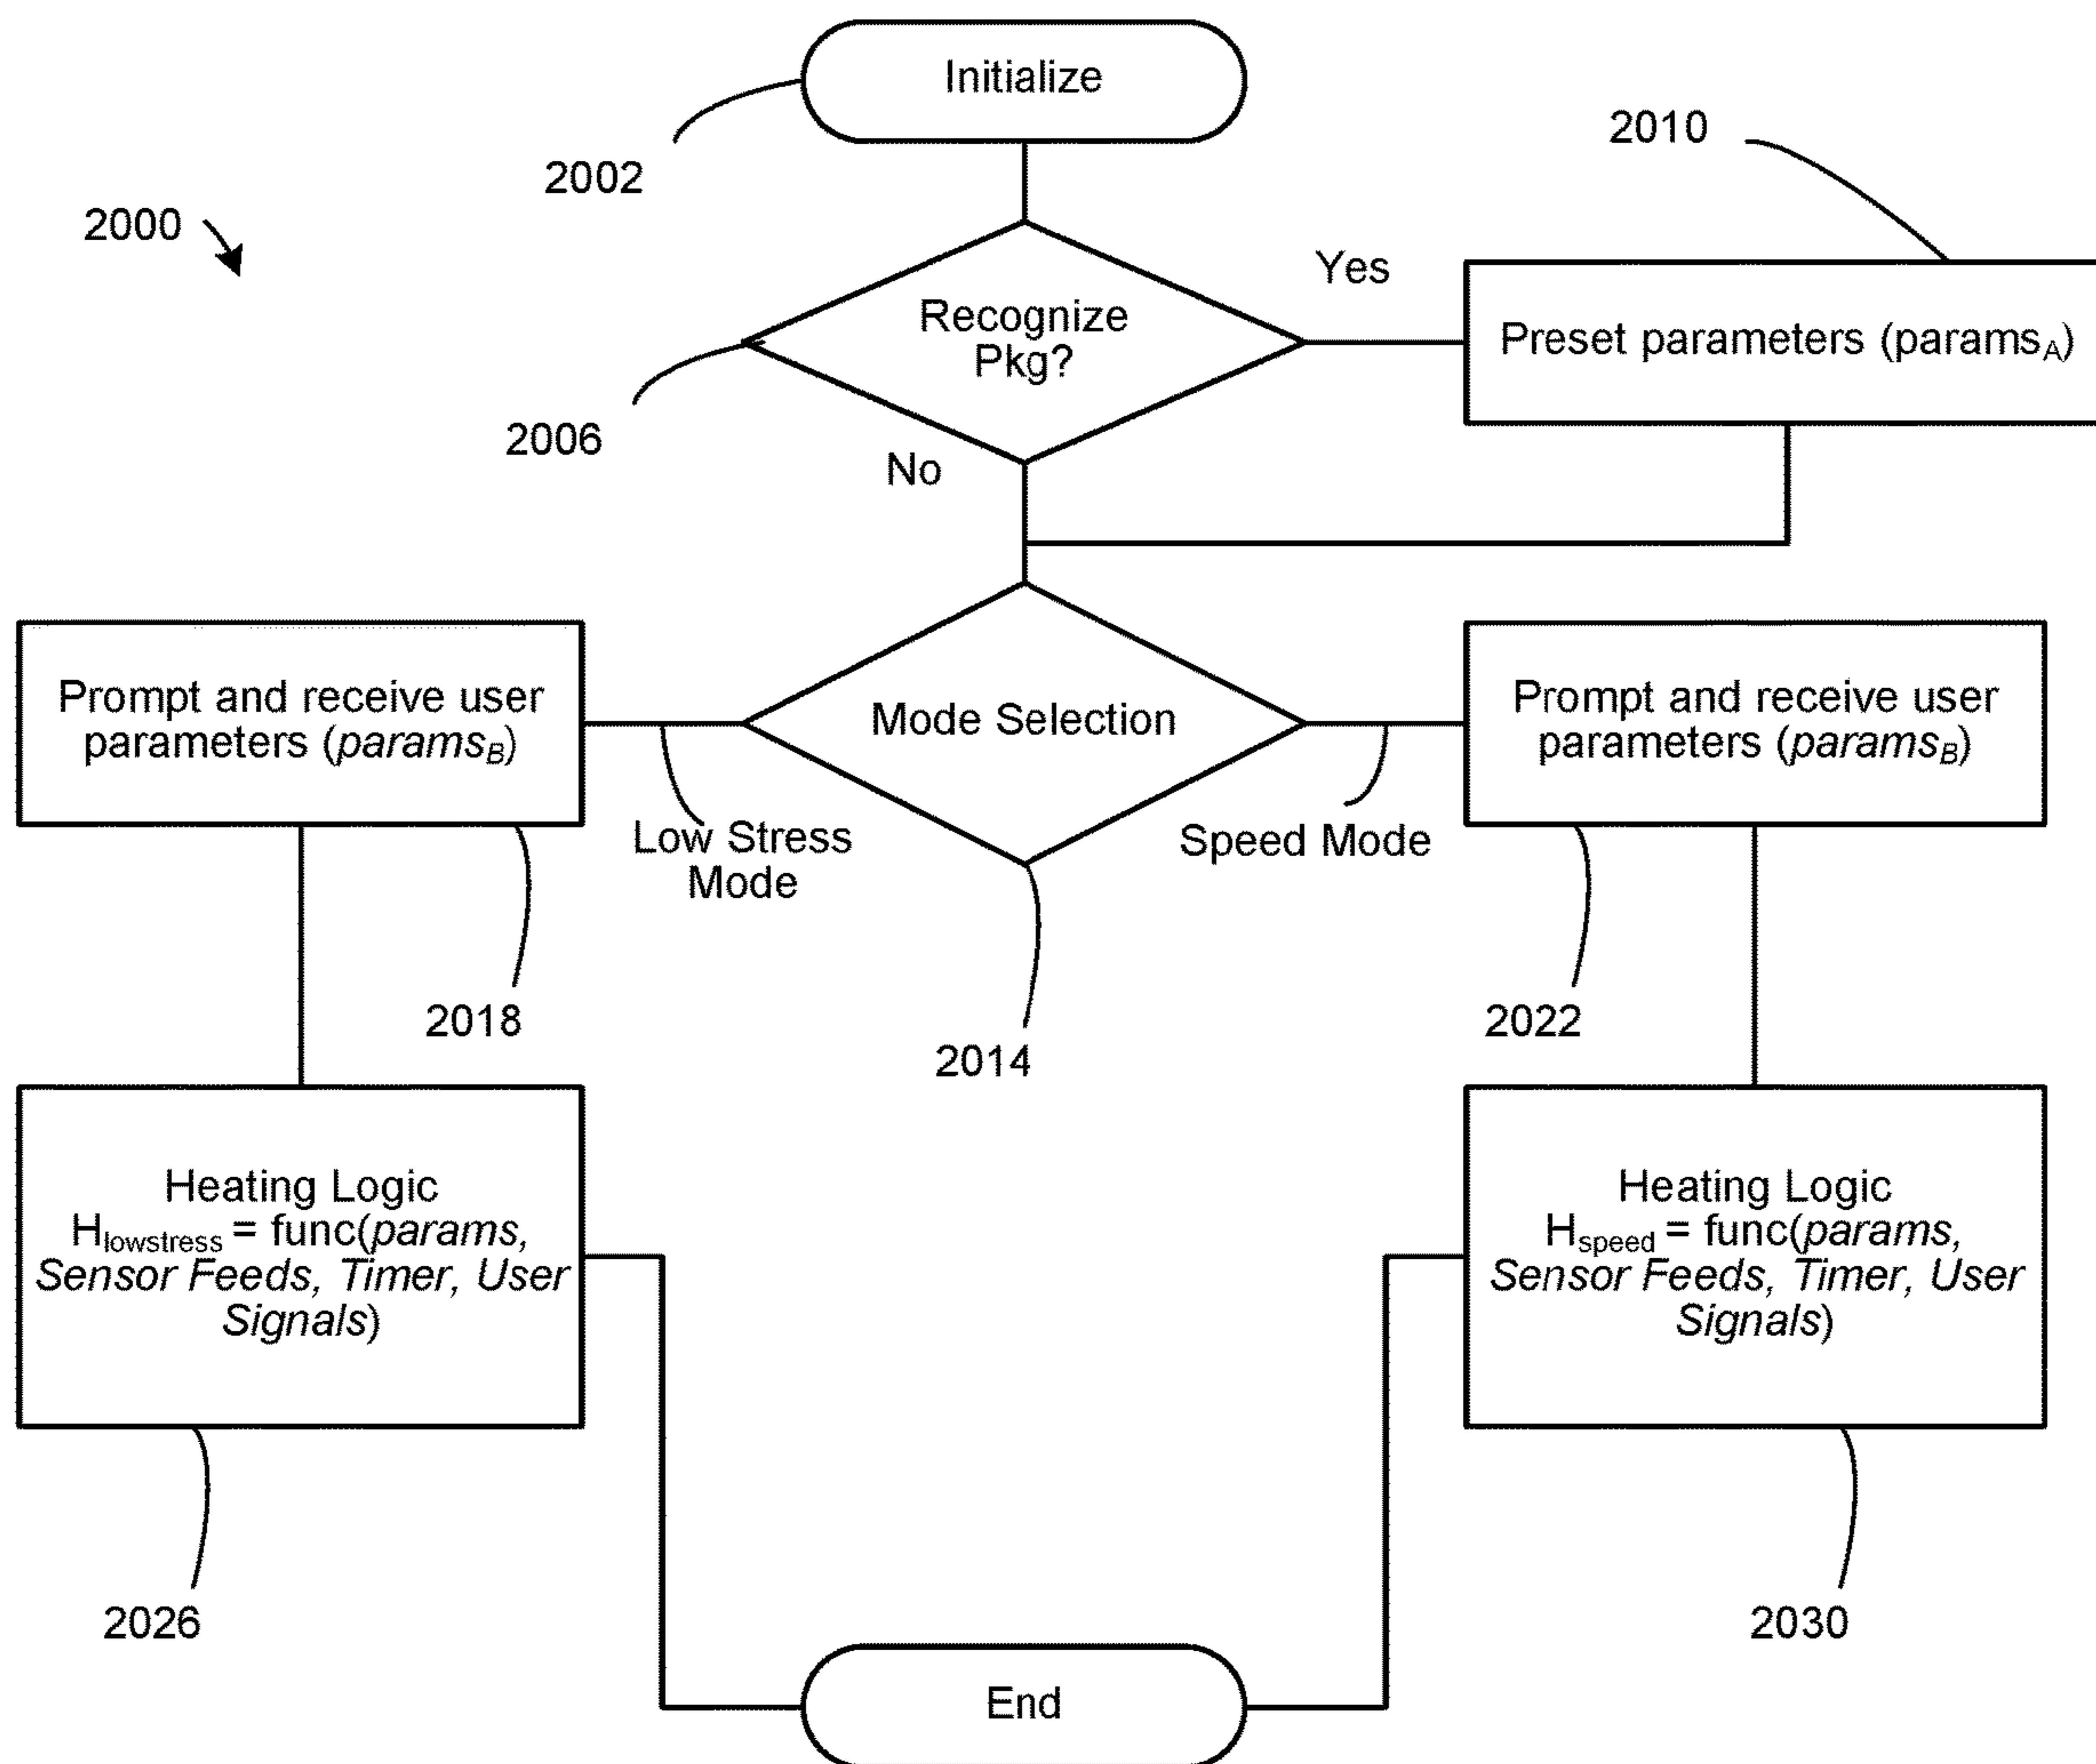 Initialize
2002
2010
2000
Yes
Recognize
Pkg?
Preset parameters (paramsA)
2006
No
Prompt and receive user
parameters (paramsB)
Mode Selection
Prompt and receive user
parameters (paramsB)
Low Stress
Mode
Speed Mode
2018
2014
2022
Heating Logic
Hlowstress = func(params,
Sensor Feeds, Timer, User
Signals)
Heating Logic
Hspeed = func(params,
Sensor Feeds, Timer, User
Signals)
2026
2030
End